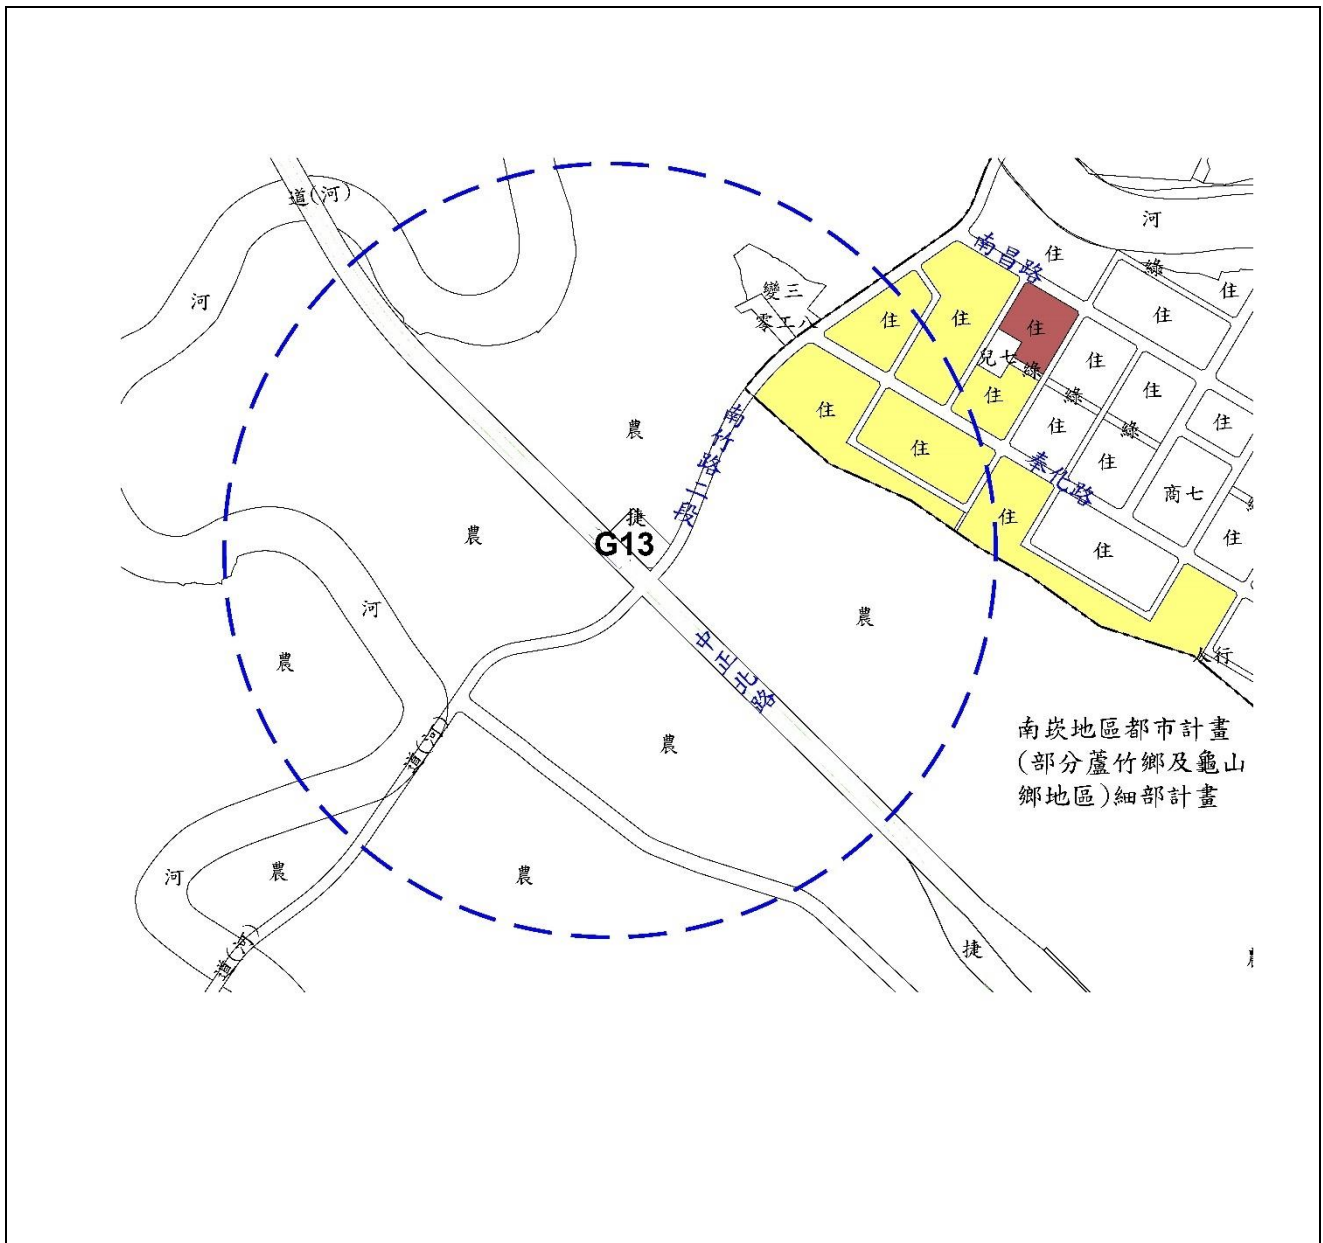 道(河)
河
住
綠
住
南昌路
河
變三
零工八
住
住
住
住
兒七
綠
住
住
住
綠
綠
住
住
農
南竹路二段
住
住
奉化路
住
商七
捷
G13
住
住
住
農
河
農
農
行
中正北路
農
道(河)
南崁地區都市計畫
(部分蘆竹鄉及龜山
鄉地區)細部計畫
河
農
農
道(河)
捷